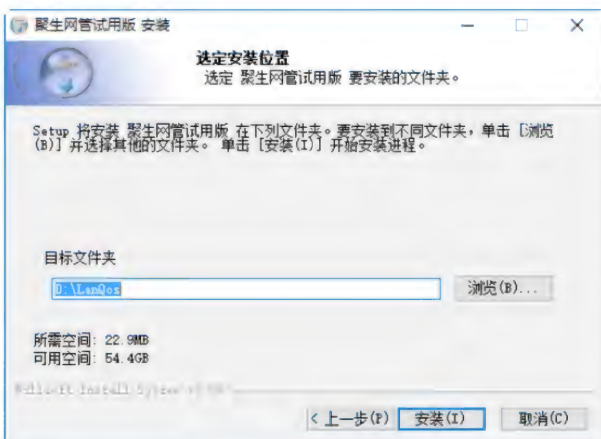 聚生网管试用版 安装
选定安装位置
选定 聚生网管试用版 要安装的文件夹。
Setup 将安装 聚生网管试用版 在下列文件夹。要安装到不同文件夹，单击 [浏览
(B)] 并选择其他的文件夹。 单击 [安装(I)] 开始安装进程。
目标文件夹
D:\LanQos
浏览(B)...
所需空间: 22.9MB
可用空间: 54.4GB
<上一步(P) 安装(I) 取消(C)